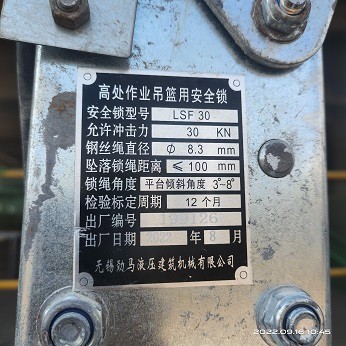 高处作业吊篮用安全锁
安全锁型号 LSF 30
允许冲击力 30 KN
钢丝绳直径 Φ 8.3 mm
坠落锁绳距离 ≤100 mm
锁绳角度 平台倾斜角度 3°~8°
检验标定周期 12 个月
出厂编号
出厂日期 2022 年 8 月
无锡劲马液压建筑机械有限公司
2022.09.16 10:45